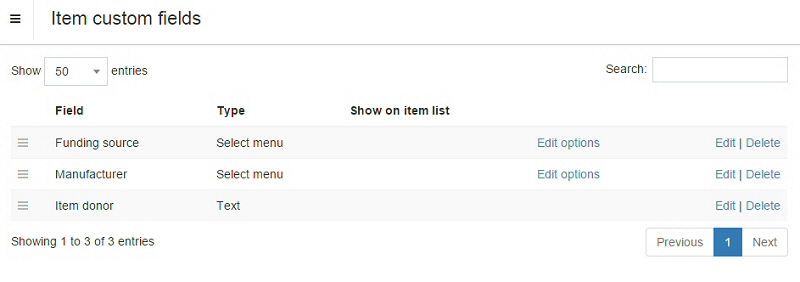 Item custom fields
Show 50 entries Search:
Field Type Show on item list
Funding source Select menu Edit options Edit | Delete
Manufacturer Select menu Edit options Edit | Delete
Item donor Text Edit | Delete
Showing 1 to 3 of 3 entries Previous 1 Next